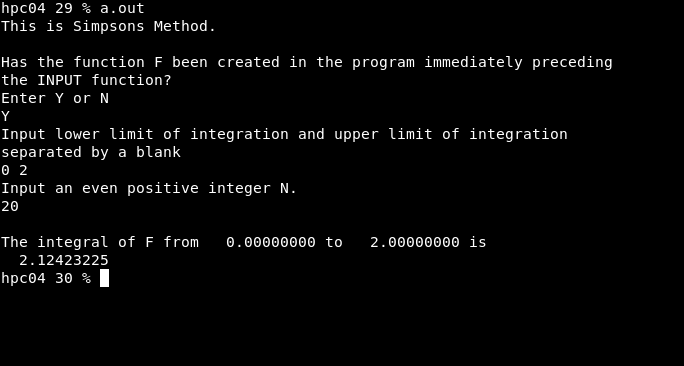 hpc04 29 % a.out
This is Simpsons Method.
Has the function F been created in the program immediately preceding
the INPUT function?
Enter Y or N
Y
Input lower limit of integration and upper limit of integration
separated by a blank
0 2
Input an even positive integer N.
20
The integral of F from   0.00000000 to   2.00000000 is
  2.12423225
hpc04 30 %